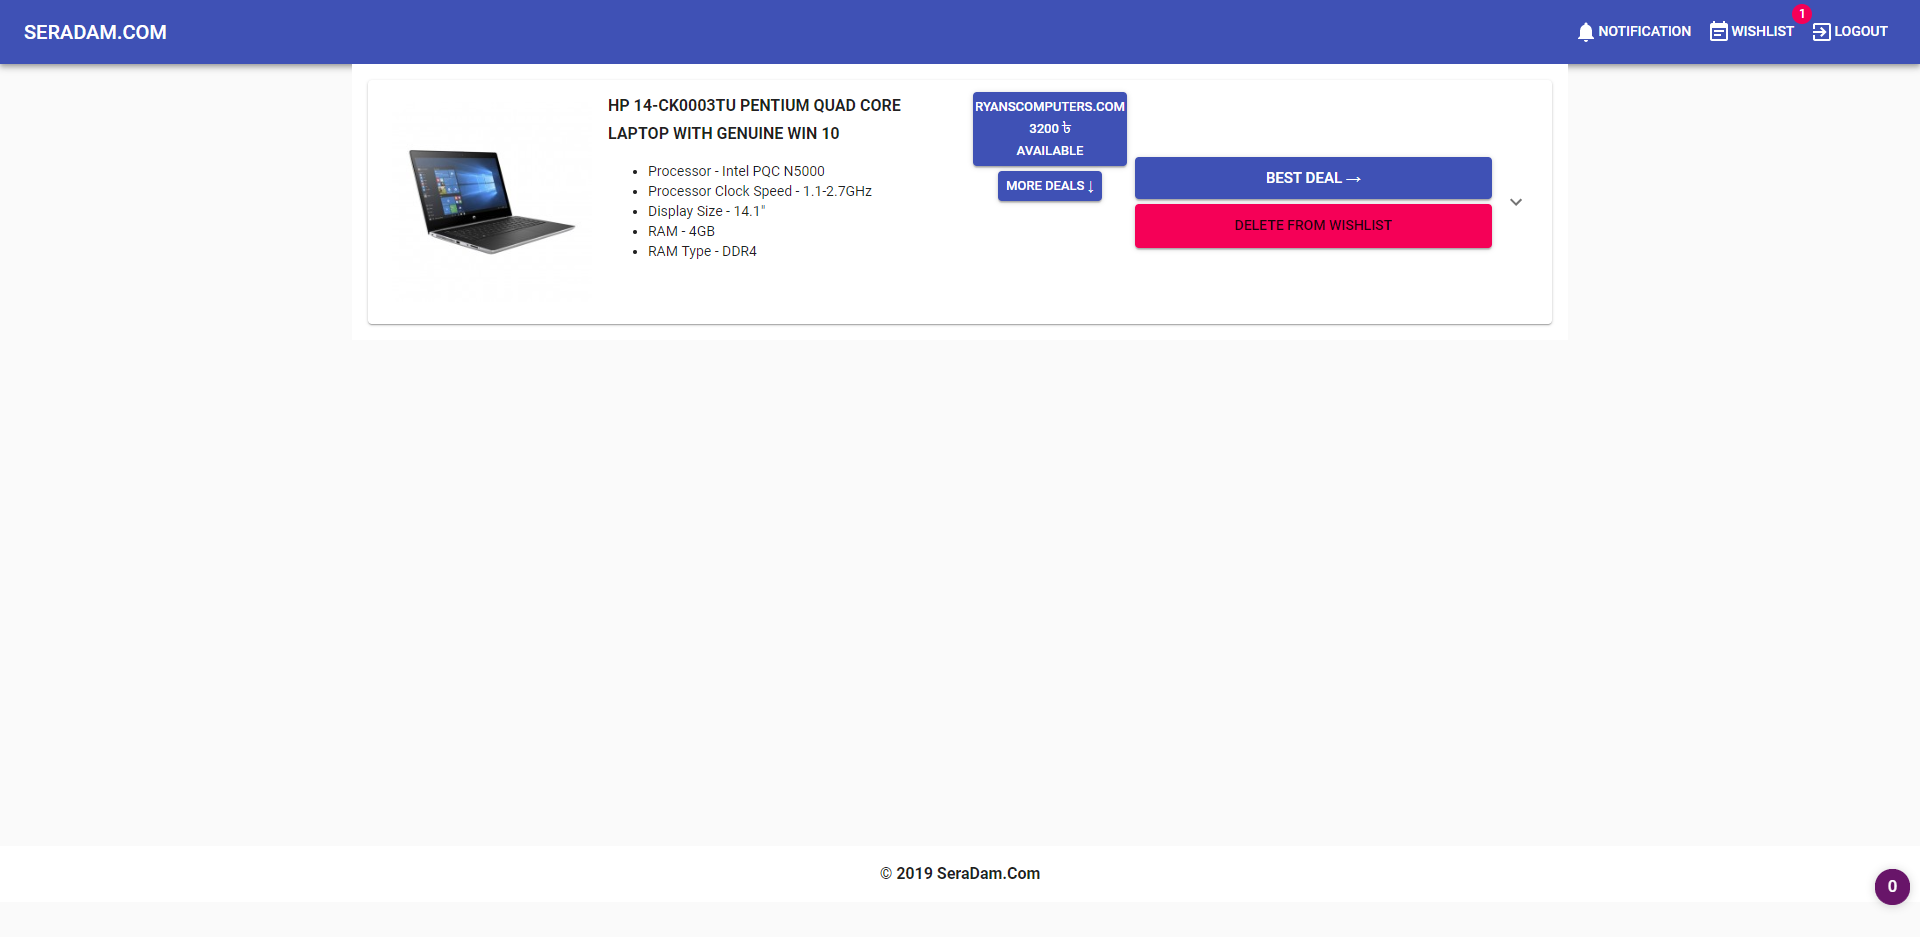 SERADAM.COM
NOTIFICATION
WISHLIST
1
LOGOUT
HP 14-CK0003TU PENTIUM QUAD CORE
LAPTOP WITH GENUINE WIN 10
• Processor - Intel PQC N5000
• Processor Clock Speed - 1.1-2.7GHz
• Display Size - 14.1"
• RAM - 4GB
• RAM Type - DDR4
RYANSCOMPUTERS.COM
3200 ৳
AVAILABLE
MORE DEALS ↓
BEST DEAL →
DELETE FROM WISHLIST
© 2019 SeraDam.Com
0